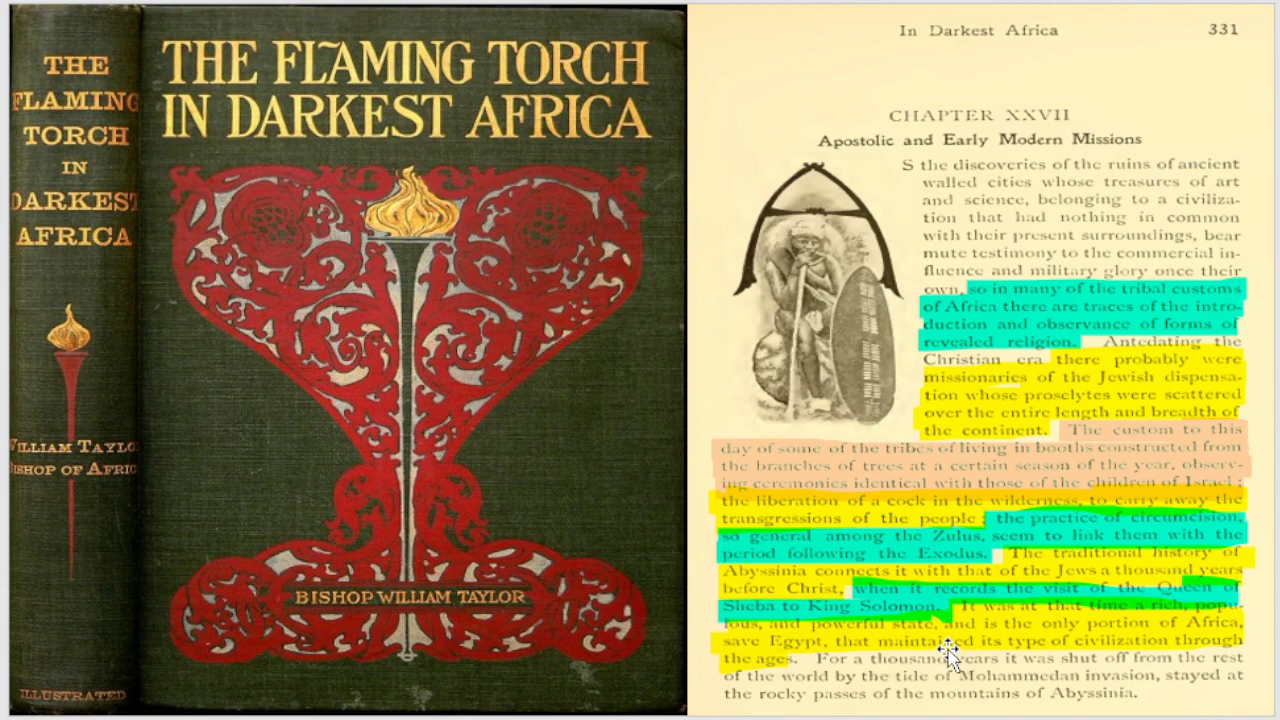 THE
FLAMING
TORCH
IN
DARKEST
AFRICA
WILLIAM TAYLO
BISHOP OF AFRIC
ILLUSTRATED
THE FLAMING TORCH
IN DARKEST AFRICA
BISHOP WILLIAM TAYLOR
In Darkest Africa 331
CHAPTER XXVII
Apostolic and Early Modern Missions
S the discoveries of the ruins of ancient
walled cities whose treasures of art
and science, belonging to a civiliza-
tion that had nothing in common
with their present surroundings, bear
mute testimony to the commercial in-
fluence and military glory once their
own, so in many of the tribal customs
of Africa there are traces of the intro-
duction and observance of forms of
revealed religion. Antedating the
Christian era there probably were
missionaries of the Jewish dispensa-
tion whose proselytes were scattered
over the entire length and breadth of
the continent. The custom to this
day of some of the tribes of living in booths constructed from
the branches of trees at a certain season of the year, observ-
ing ceremonies identical with those of the children of Israel;
the liberation of a cock in the wilderness, to carry away the
transgressions of the people; the practice of circumcision,
so general among the Zulus, seem to link them with the
period following the Exodus. The traditional history of
Abyssinia connects it with that of the Jews a thousand years
before Christ, when it records the visit of the Queen of
Sheba to King Solomon. It was at that time a rich, popu-
lous, and powerful state, and is the only portion of Africa,
save Egypt, that maintained its type of civilization through
the ages. For a thousand years it was shut off from the rest
of the world by the tide of Mohammedan invasion, stayed at
the rocky passes of the mountains of Abyssinia.